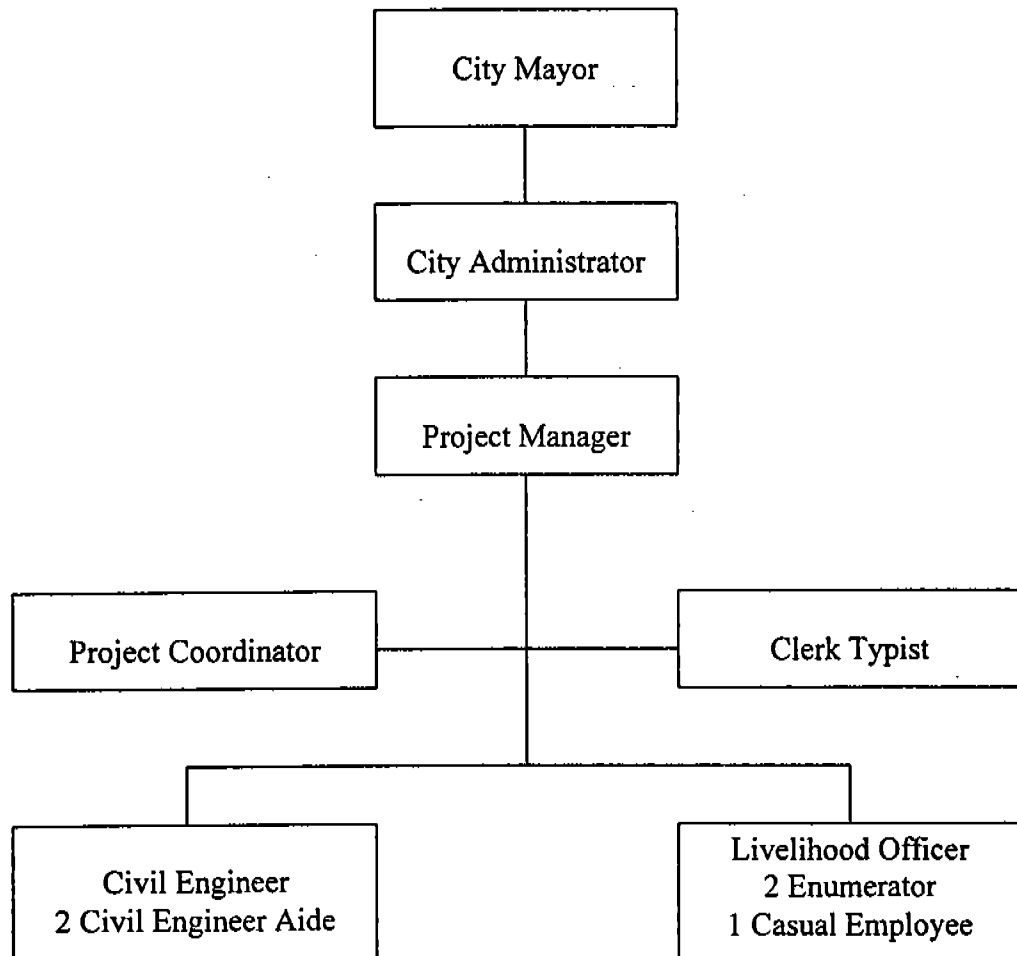 City Mayor
City Administrator
Project Manager
Project Coordinator
Clerk Typist
Civil Engineer
2 Civil Engineer Aide
Livelihood Officer
2 Enumerator
1 Casual Employee